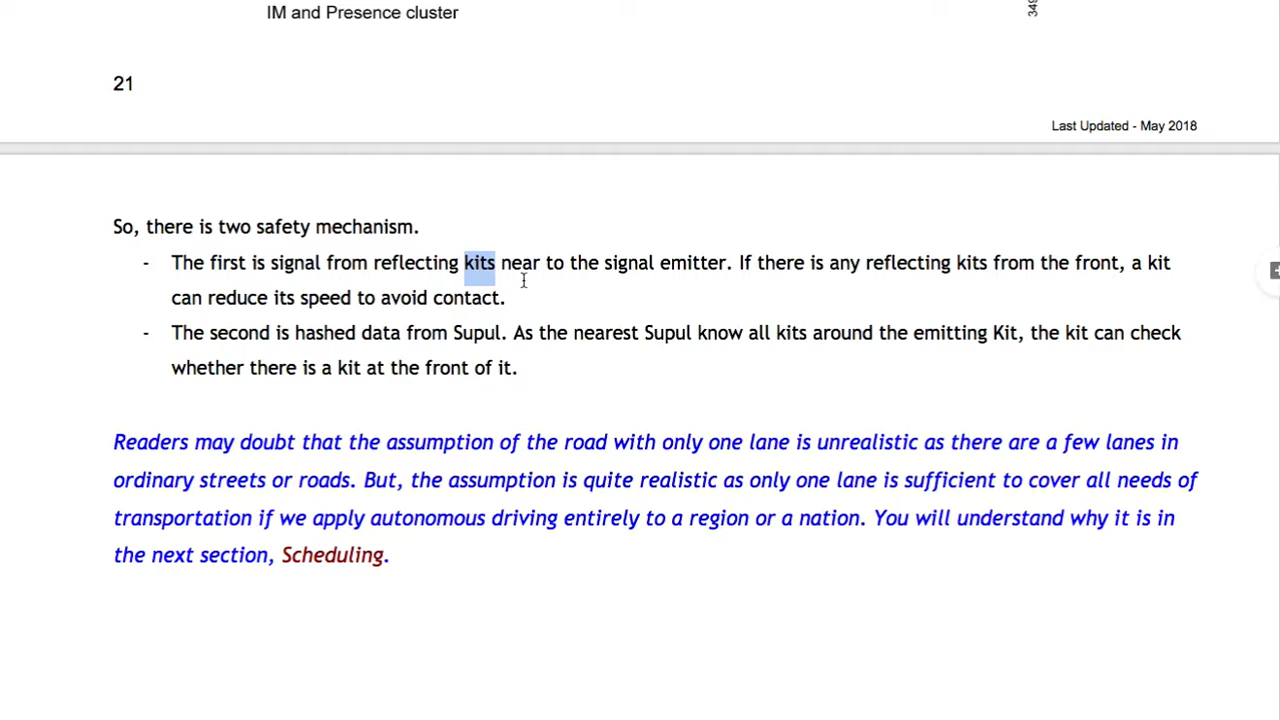 IM and Presence cluster
349
21
Last Updated - May 2018
So, there is two safety mechanism.
- The first is signal from reflecting kits near to the signal emitter. If there is any reflecting kits from the front, a kit
can reduce its speed to avoid contact.
- The second is hashed data from Supul. As the nearest Supul know all kits around the emitting Kit, the kit can check
whether there is a kit at the front of it.
Readers may doubt that the assumption of the road with only one lane is unrealistic as there are a few lanes in
ordinary streets or roads. But, the assumption is quite realistic as only one lane is sufficient to cover all needs of
transportation if we apply autonomous driving entirely to a region or a nation. You will understand why it is in
the next section, Scheduling.